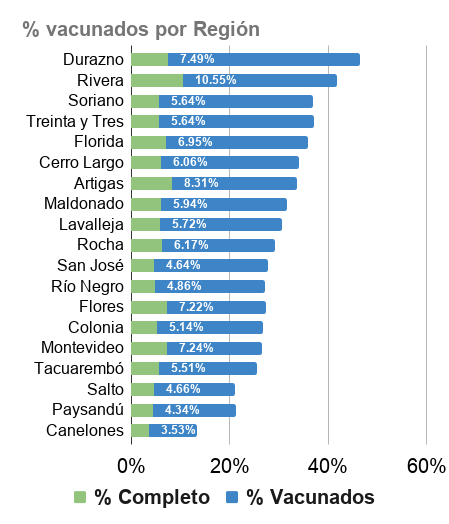 % vacunados por Región
Durazno 7.49%
Rivera 10.55%
Soriano 5.64%
Treinta y Tres 5.64%
Florida 6.95%
Cerro Largo 6.06%
Artigas 8.31%
Maldonado 5.94%
Lavalleja 5.72%
Rocha 6.17%
San José 4.64%
Río Negro 4.86%
Flores 7.22%
Colonia 5.14%
Montevideo 7.24%
Tacuarembó 5.51%
Salto 4.66%
Paysandú 4.34%
Canelones 3.53%
0% 20% 40% 60%
% Completo % Vacunados